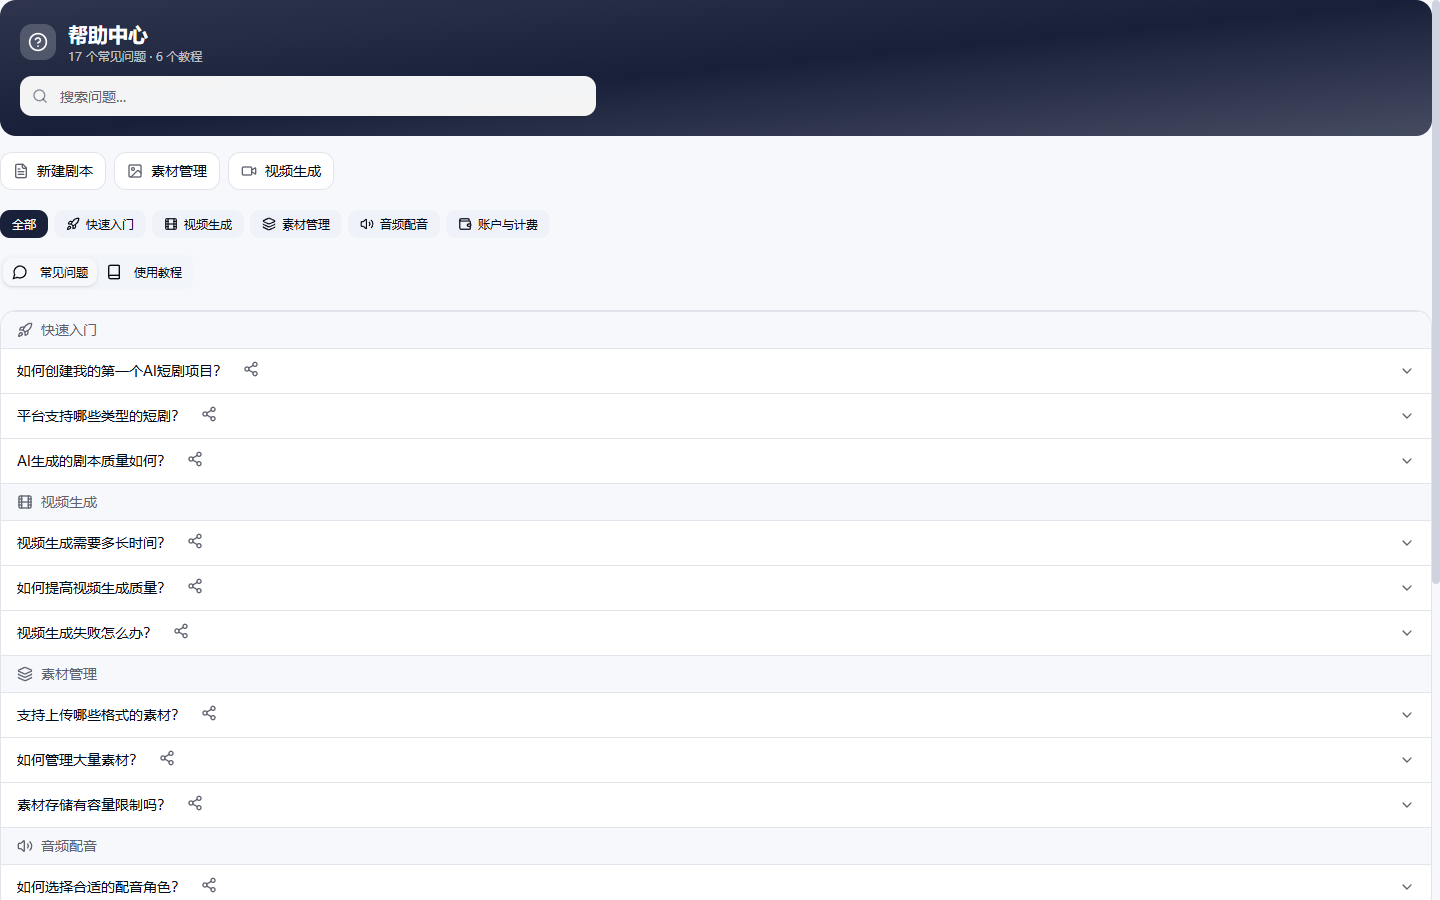 帮助中心
17 个常见问题 · 6 个教程
搜索问题...
新建剧本 素材管理 视频生成
全部 快速入门 视频生成 素材管理 音频配音 账户与计费
常见问题 使用教程
快速入门
如何创建我的第一个AI短剧项目？
平台支持哪些类型的短剧？
AI生成的剧本质量如何？
视频生成
视频生成需要多长时间？
如何提高视频生成质量？
视频生成失败怎么办？
素材管理
支持上传哪些格式的素材？
如何管理大量素材？
素材存储有容量限制吗？
音频配音
如何选择合适的配音角色？